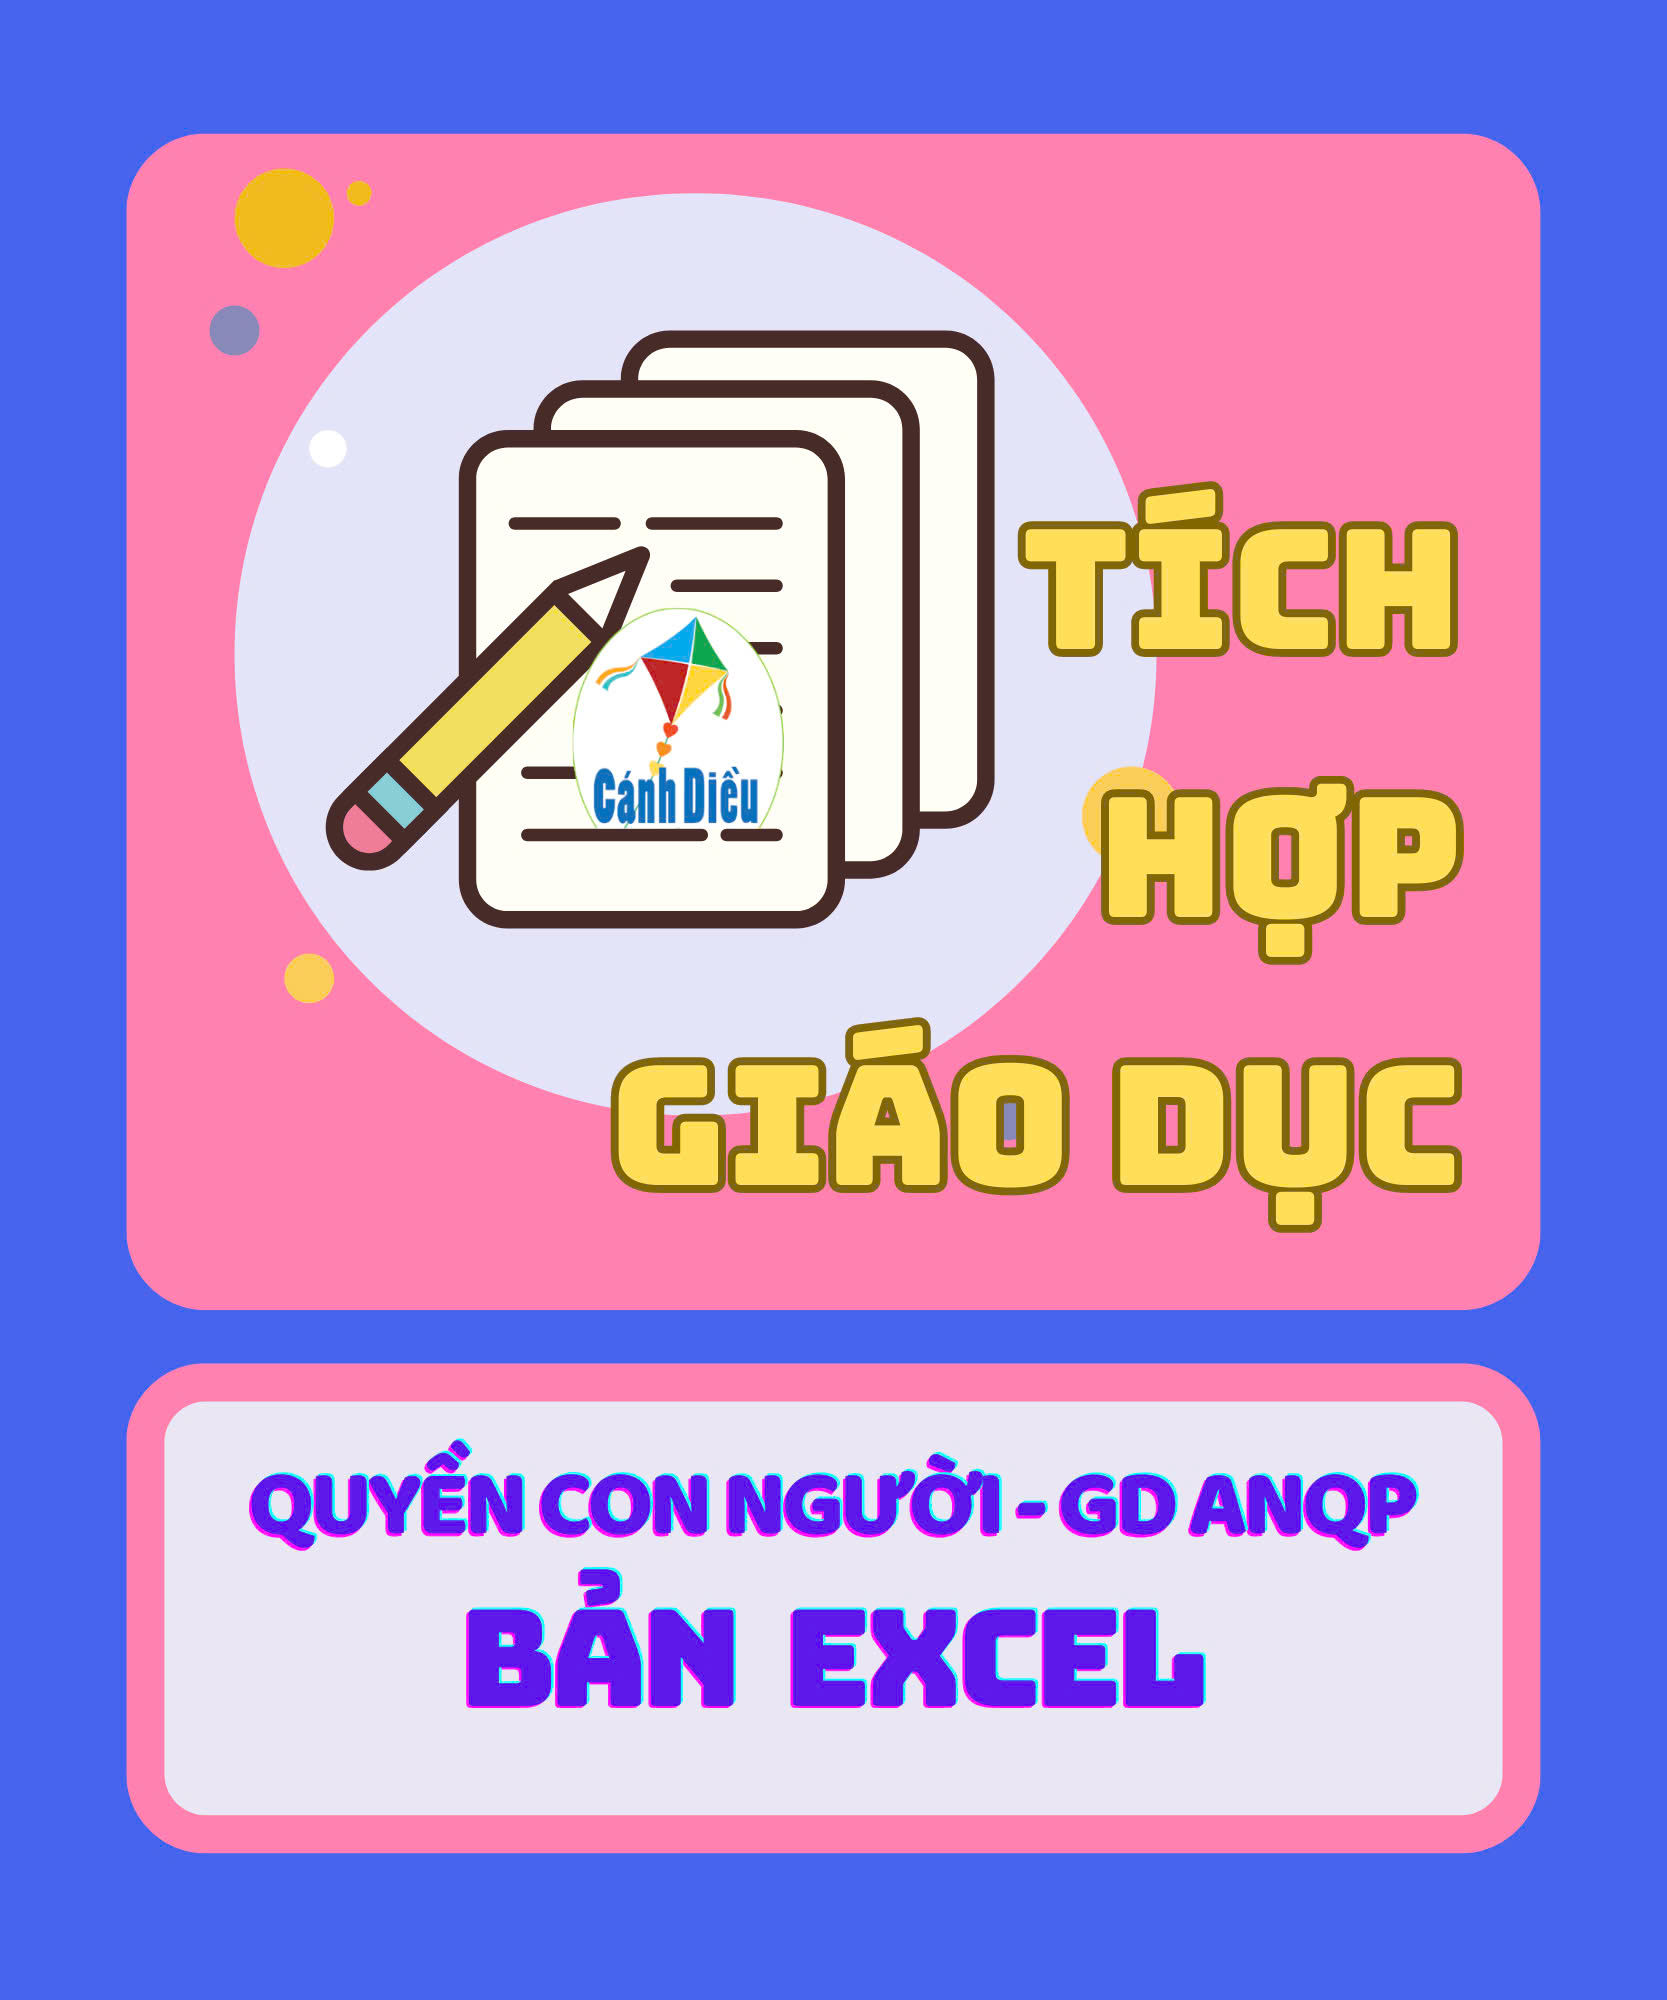 TÍCH
HỢP
GIÁO DỤC
Cánh Diều
QUYỀN CON NGƯỜI - GD ANQP
BẢN EXCEL